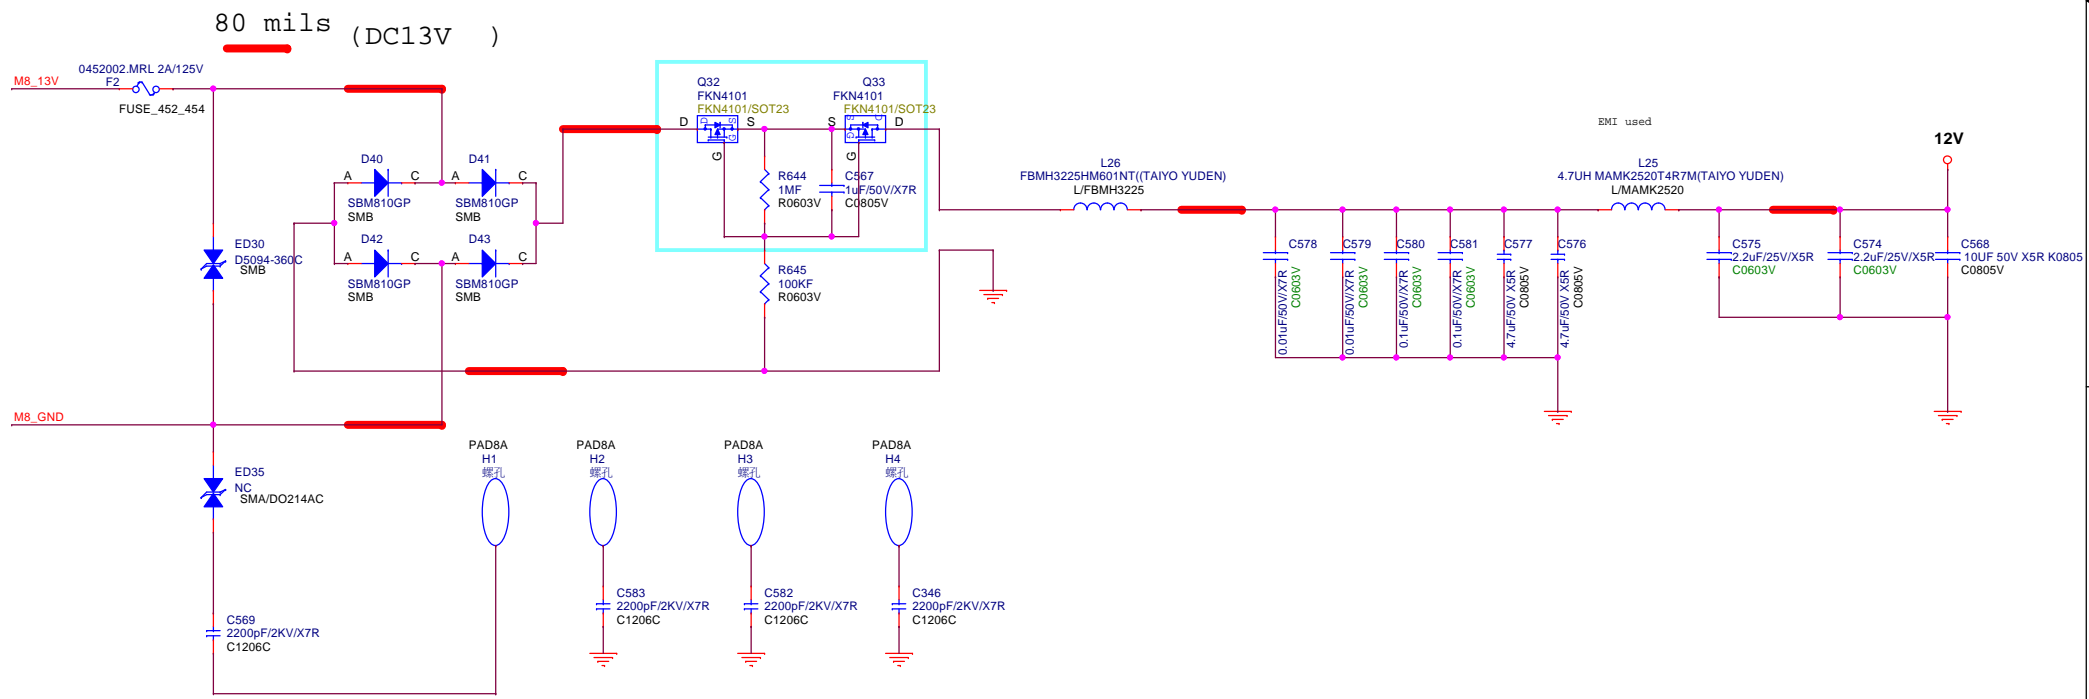 80 mils
(DC13V )
0452002.MRL 2A/125V
M8_13V
F2
FUSE_452_454
Q32
FKN4101
FKN4101/SOT23
D
D
S
G
S
G
Q33
FKN4101
FKN4101/SOT23
S
S
G
D
D
G
EMI used
12V
D40
A
C
SBM810GP
SMB
D41
A
C
SBM810GP
SMB
R644
1MF
R0603V
C567
1uF/50V/X7R
C0805V
L26
FBMH3225HM601NT((TAIYO YUDEN)
L/FBMH3225
L25
4.7UH MAMK2520T4R7M(TAIYO YUDEN)
L/MAMK2520
ED30
D5094-360C
SMB
D42
A
C
SBM810GP
SMB
D43
A
C
SBM810GP
SMB
R645
100KF
R0603V
C578
0.01uF/50V/X7R
C0603V
C579
0.01uF/50V/X7R
C0603V
C580
0.1uF/50V/X7R
C0603V
C581
0.1uF/50V/X7R
C0603V
C577
4.7uF/50V X5R
C0805V
C576
4.7uF/50V X5R
C0805V
C575
2.2uF/25V/X5R
C0603V
C574
2.2uF/25V/X5R
C0603V
C568
10UF 50V X5R K0805
C0805V
M8_GND
ED35
NC
SMA/DO214AC
PAD8A
H1
螺孔
PAD8A
H2
螺孔
PAD8A
H3
螺孔
PAD8A
H4
螺孔
C569
2200pF/2KV/X7R
C1206C
C583
2200pF/2KV/X7R
C1206C
C582
2200pF/2KV/X7R
C1206C
C346
2200pF/2KV/X7R
C1206C